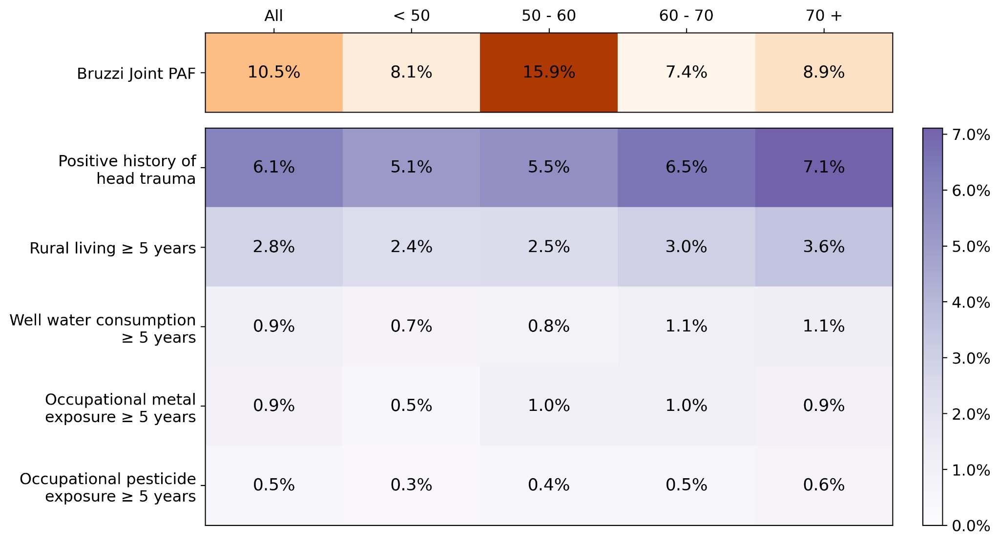 All < 50 50 - 60 60 - 70 70 +
Bruzzi Joint PAF 10.5% 8.1% 15.9% 7.4% 8.9%
Positive history of
head trauma
6.1% 5.1% 5.5% 6.5% 7.1%
Rural living ≥ 5 years 2.8% 2.4% 2.5% 3.0% 3.6%
Well water consumption
≥ 5 years
0.9% 0.7% 0.8% 1.1% 1.1%
Occupational metal
exposure ≥ 5 years
0.9% 0.5% 1.0% 1.0% 0.9%
Occupational pesticide
exposure ≥ 5 years
0.5% 0.3% 0.4% 0.5% 0.6%
7.0%
6.0%
5.0%
4.0%
3.0%
2.0%
1.0%
0.0%